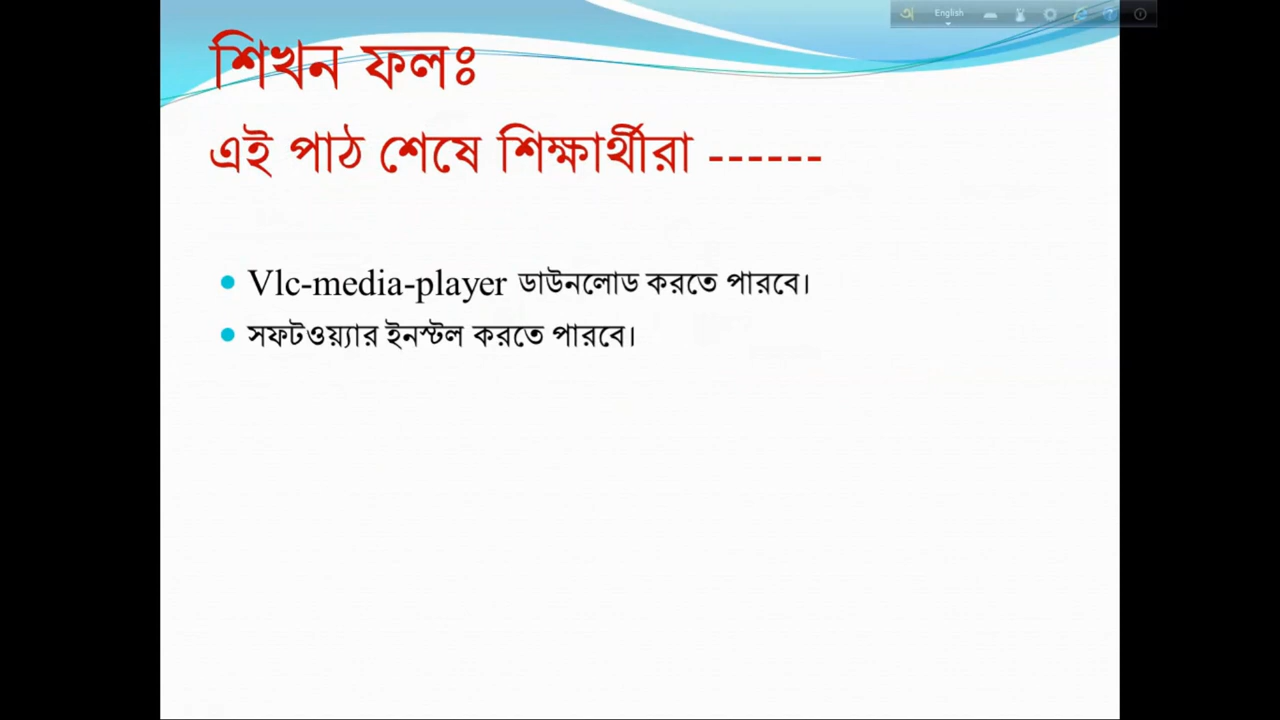 অ English
শিখন ফলঃ
এই পাঠ শেষে শিক্ষার্থীরা ------
Vlc-media-player ডাউনলোড করতে পারবে।
সফটওয়্যার ইনস্টল করতে পারবে।